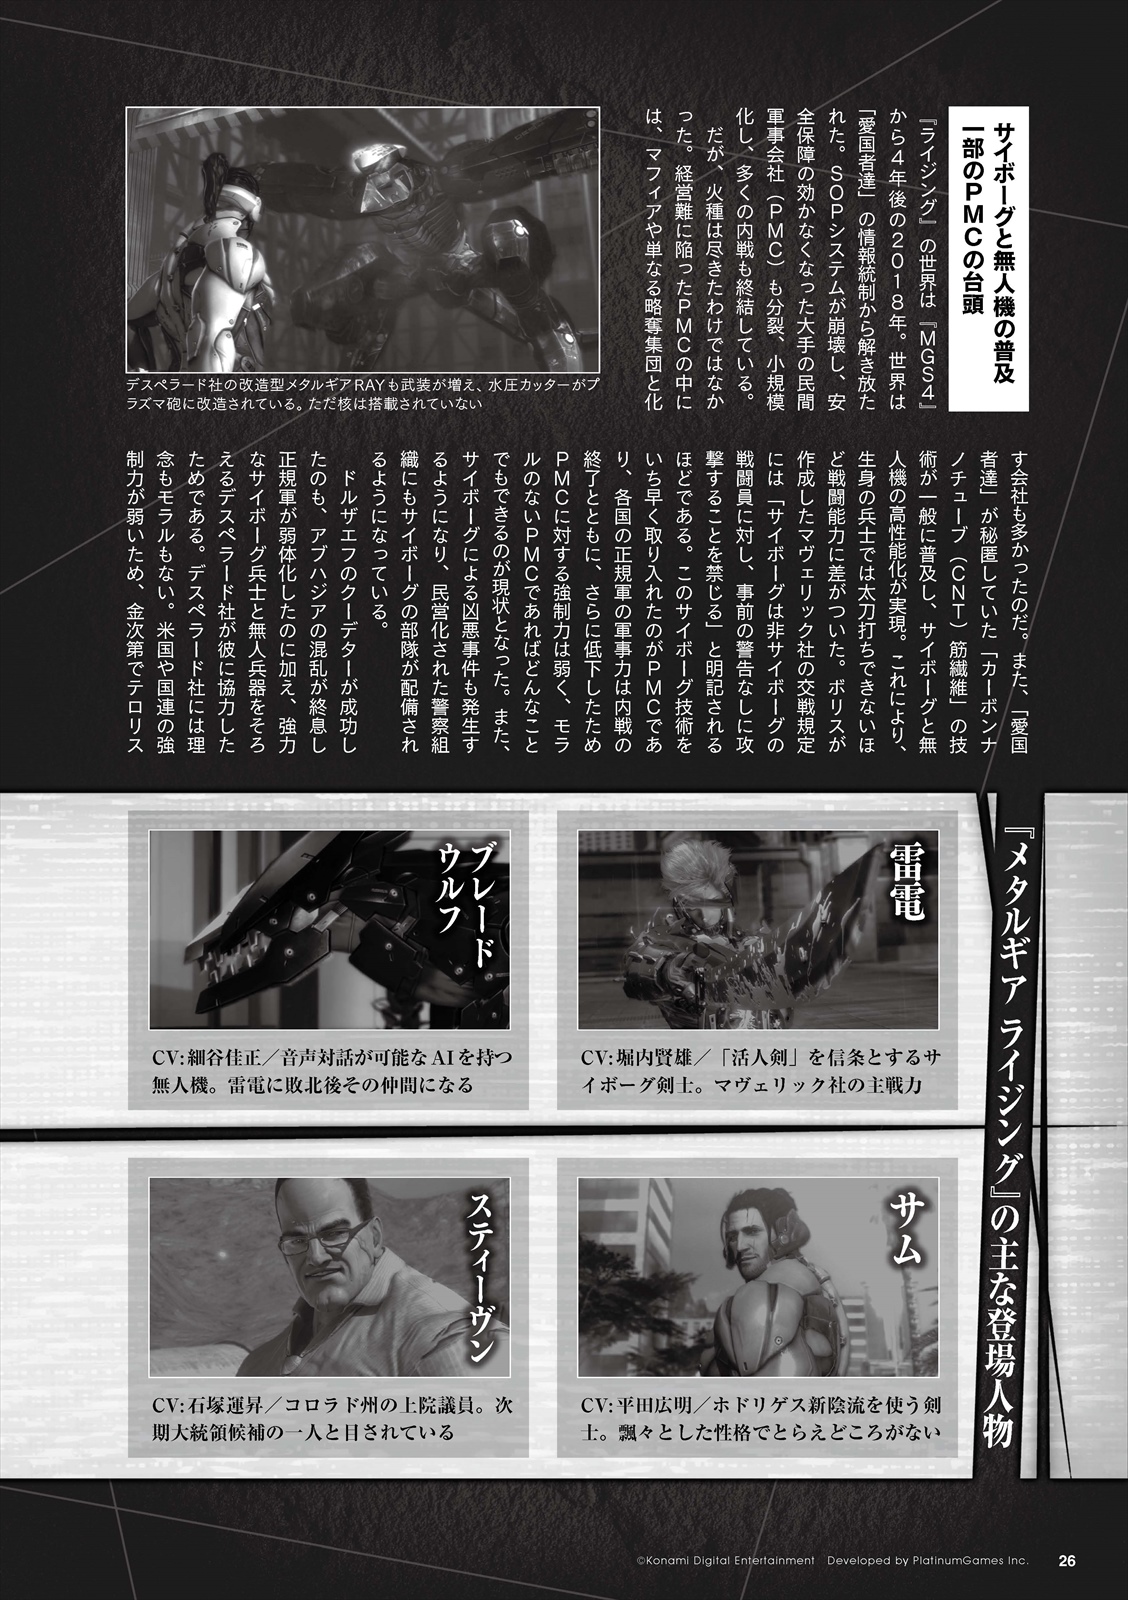 サイボーグと無人機の普及
一部のPMCの台頭
『ライジング』の世界は『MGS4』
から4年後の2018年。世界は
「愛国者達」の情報統制から解き放た
れた。SOPシステムが崩壊し、安
全保障の効かなくなった大手の民間
軍事会社（PMC）も分裂、小規模
化し、多くの内戦も終結している。
だが、火種は尽きたわけではなか
った。経営難に陥ったPMCの中に
は、マフィアや単なる略奪集団と化
デスペラード社の改造型メタルギアRAYも武装が増え、水圧カッターがプ
ラズマ砲に改造されている。ただ核は搭載されていない
す会社も多かったのだ。また、「愛国
者達」が秘匿していた「カーボンナ
ノチューブ（CNT）筋繊維」の技
術が一般に普及し、サイボーグと無
人機の高性能化が実現。これにより、
生身の兵士では太刀打ちできないほ
ど戦闘能力に差がついた。ボリスが
作成したマヴェリック社の交戦規定
には「サイボーグは非サイボーグの
戦闘員に対し、事前の警告なしに攻
撃することを禁じる」と明記される
ほどである。このサイボーグ技術を
いち早く取り入れたのがPMCであ
り、各国の正規軍の軍事力は内戦の
終了とともに、さらに低下したため
PMCに対する強制力は弱く、モラ
ルのないPMCであればどんなこと
でもできるのが現状となった。また、
サイボーグによる凶悪事件も発生す
るようになり、民営化された警察組
織にもサイボーグの部隊が配備され
るようになっている。
ドルザエフのクーデターが成功し
たのも、アブハジアの混乱が終息し
正規軍が弱体化したのに加え、強力
なサイボーグ兵士と無人兵器をそろ
えるデスペラード社が彼に協力した
ためである。デスペラード社には理
念もモラルもない。米国や国連の強
制力が弱いため、金次第でテロリス
『メタルギア ライジング』の主な登場人物
雷電
CV:堀内賢雄／「活人剣」を信条とするサ
イボーグ剣士。マヴェリック社の主戦力
ブレード
ウルフ
CV:細谷佳正／音声対話が可能なAIを持つ
無人機。雷電に敗北後その仲間になる
サム
CV:平田広明／ホドリゲス新陰流を使う剣
士。飄々とした性格でとらえどころがない
スティーヴン
CV:石塚運昇／コロラド州の上院議員。次
期大統領候補の一人と目されている
©Konami Digital Entertainment Developed by PlatinumGames Inc.
26